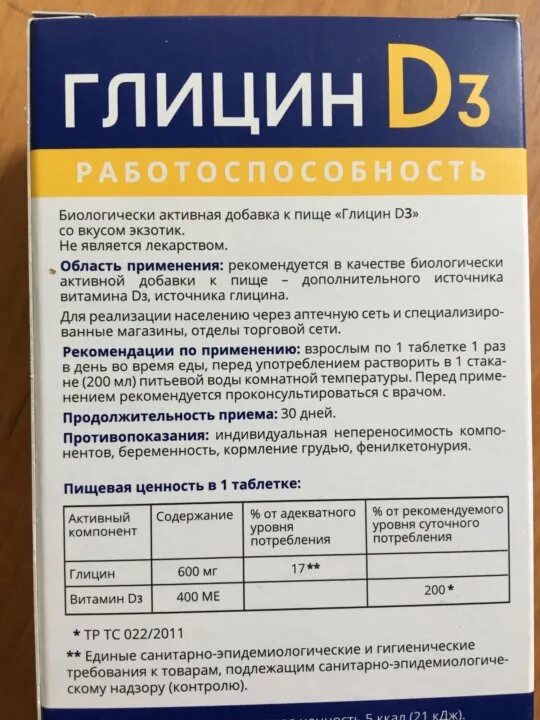 ГЛИЦИН D3
РАБОТОСПОСОБНОСТЬ
Биологически активная добавка к пище «Глицин D3»
со вкусом экзотик.
Не является лекарством.
Область применения: рекомендуется в качестве биологически
активной добавки к пище – дополнительного источника
витамина D3, источника глицина.
Для реализации населению через аптечную сеть и специализиро-
ванные магазины, отделы торговой сети.
Рекомендации по применению: взрослым по 1 таблетке 1 раз
в день во время еды, перед употреблением растворить в 1 стака-
не (200 мл) питьевой воды комнатной температуры. Перед приме-
нением рекомендуется проконсультироваться с врачом.
Продолжительность приема: 30 дней.
Противопоказания: индивидуальная непереносимость компо-
нентов, беременность, кормление грудью, фенилкетонурия.
Пищевая ценность в 1 таблетке:
Активный компонент Содержание % от адекватного уровня потребления % от рекомендуемого уровня суточного потребления
Глицин 600 мг 17**
Витамин D3 400 МЕ 200*
* ТР ТС 022/2011
** Единые санитарно-эпидемиологические и гигиенические
требования к товарам, подлежащим санитарно-эпидемиологиче-
скому надзору (контролю).
ценность 5 ккал (21 кДж).